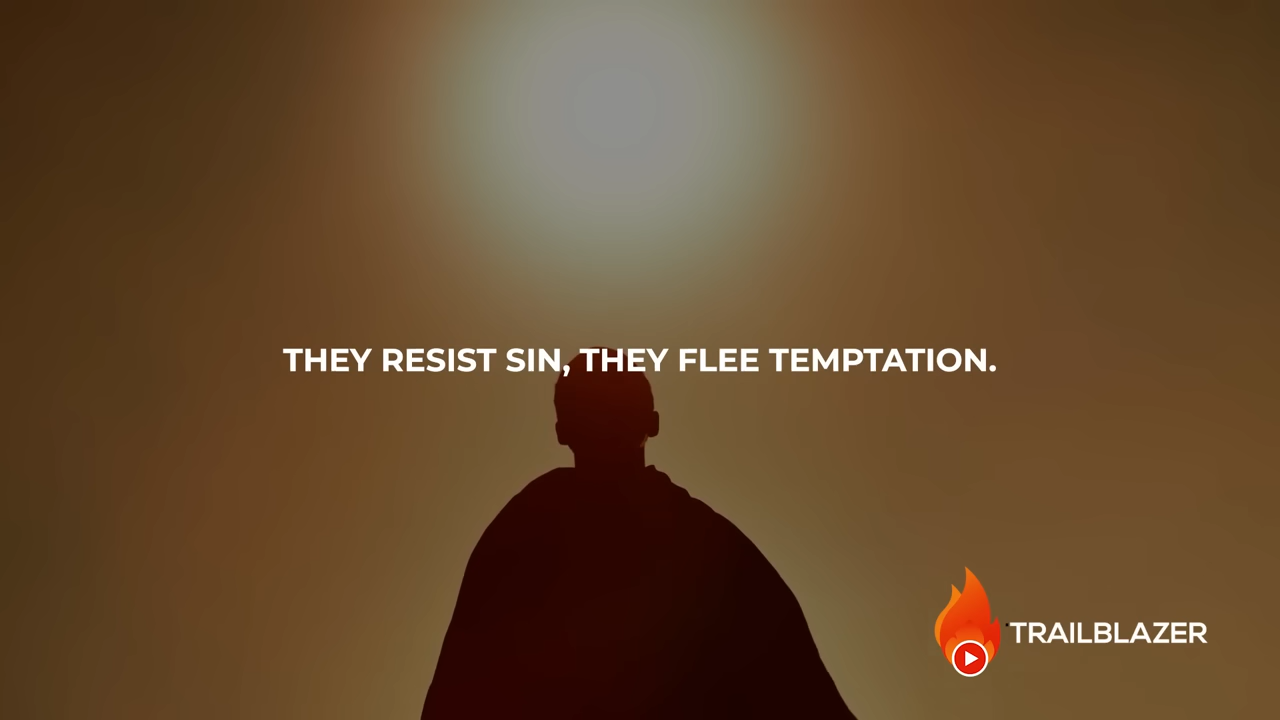 THEY RESIST SIN, THEY FLEE TEMPTATION.
TRAILBLAZER